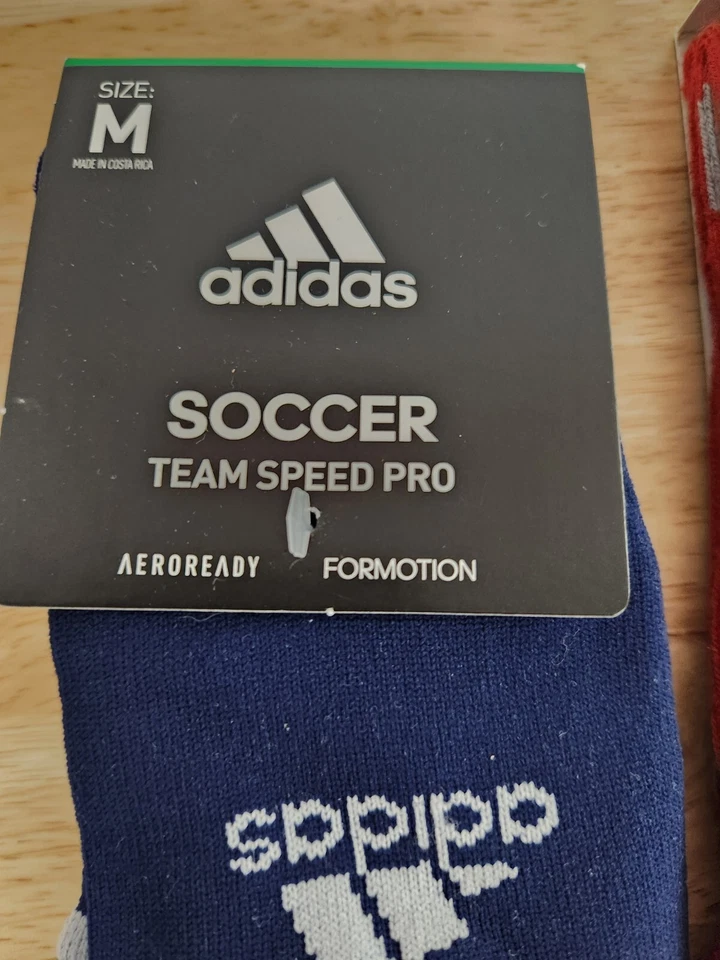 SIZE:
M
MADE IN COSTA RICA
adidas
SOCCER
TEAM SPEED PRO
AEROREADY FORMOTION
adidas